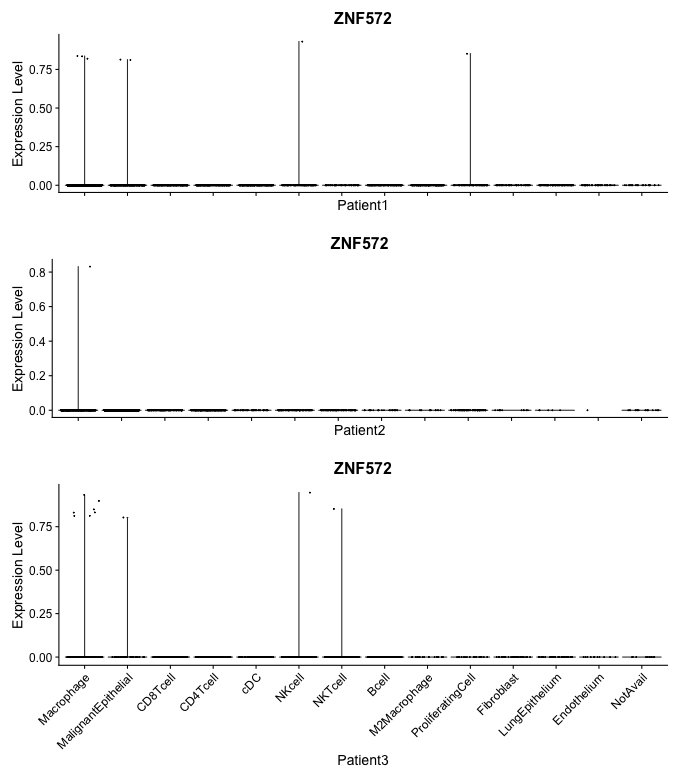 ZNF572
Expression Level
0.75
0.50
0.25
0.00
Patient1
ZNF572
Expression Level
0.8
0.6
0.4
0.2
0.0
Patient2
ZNF572
Expression Level
0.75
0.50
0.25
0.00
Macrophage
MalignantEpithelial
CD8Tcell
CD4Tcell
cDC
NKcell
NKTcell
Bcell
M2Macrophage
ProliferatingCell
Fibroblast
LungEpithelium
Endothelium
NotAvail
Patient3